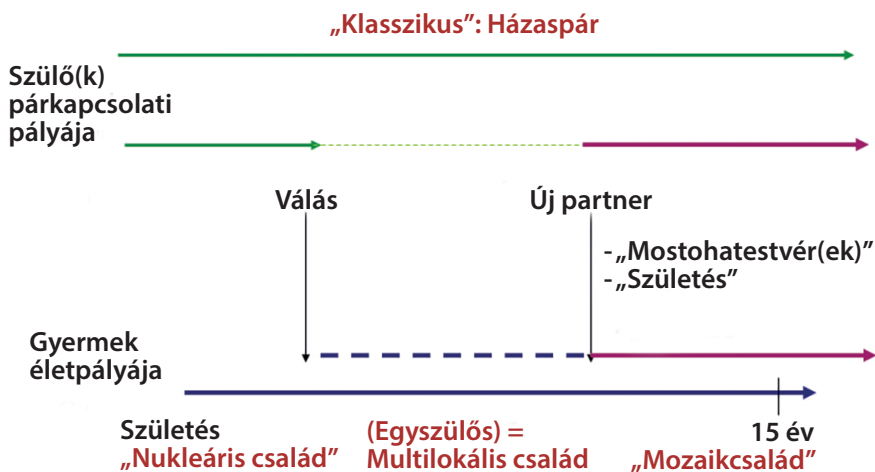 „Klasszikus”: Házaspár
Szülő(k)
párkapcsolati
pályája
Válás
Új partner
- „Mostohatestvér(ek)”
- „Születés”
Gyermek
életpályája
Születés
„Nukleáris család”
(Egyszülős) =
Multilokális család
15 év
„Mozaikcsalád”